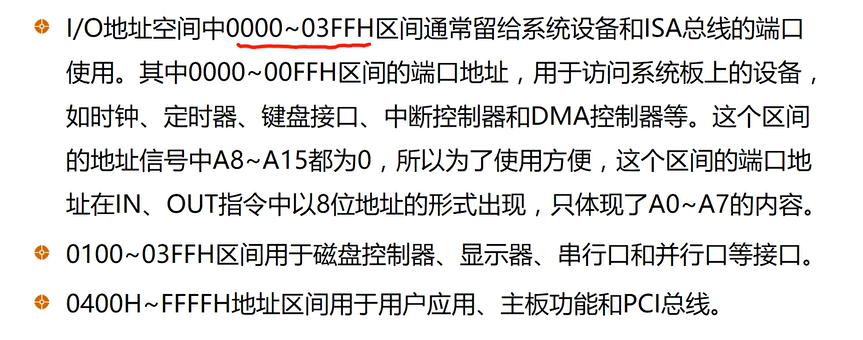 I/O地址空间中0000~03FFH区间通常留给系统设备和ISA总线的端口
使用。其中0000~00FFH区间的端口地址，用于访问系统板上的设备，
如时钟、定时器、键盘接口、中断控制器和DMA控制器等。这个区间
的地址信号中A8~A15都为0，所以为了使用方便，这个区间的端口地
址在IN、OUT指令中以8位地址的形式出现，只体现了A0~A7的内容。
0100~03FFH区间用于磁盘控制器、显示器、串行口和并行口等接口。
0400H~FFFFH地址区间用于用户应用、主板功能和PCI总线。